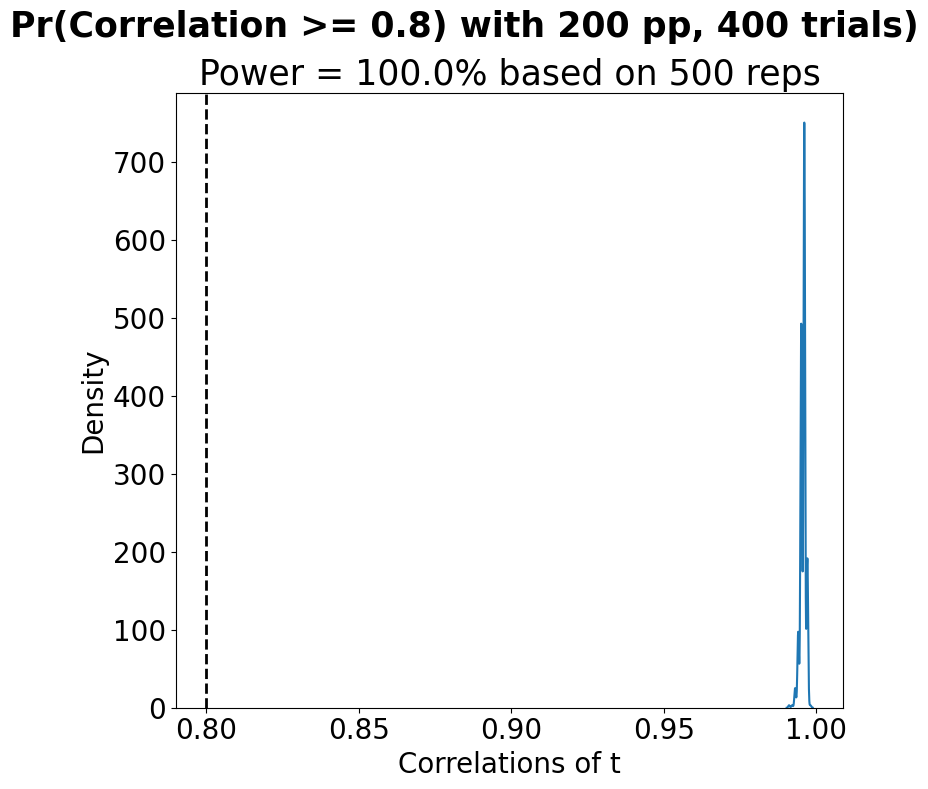 Pr(Correlation >= 0.8) with 200 pp, 400 trials)
Power = 100.0% based on 500 reps
700
600
500
400
300
200
100
0
Density
0.80 0.85 0.90 0.95 1.00
Correlations of t